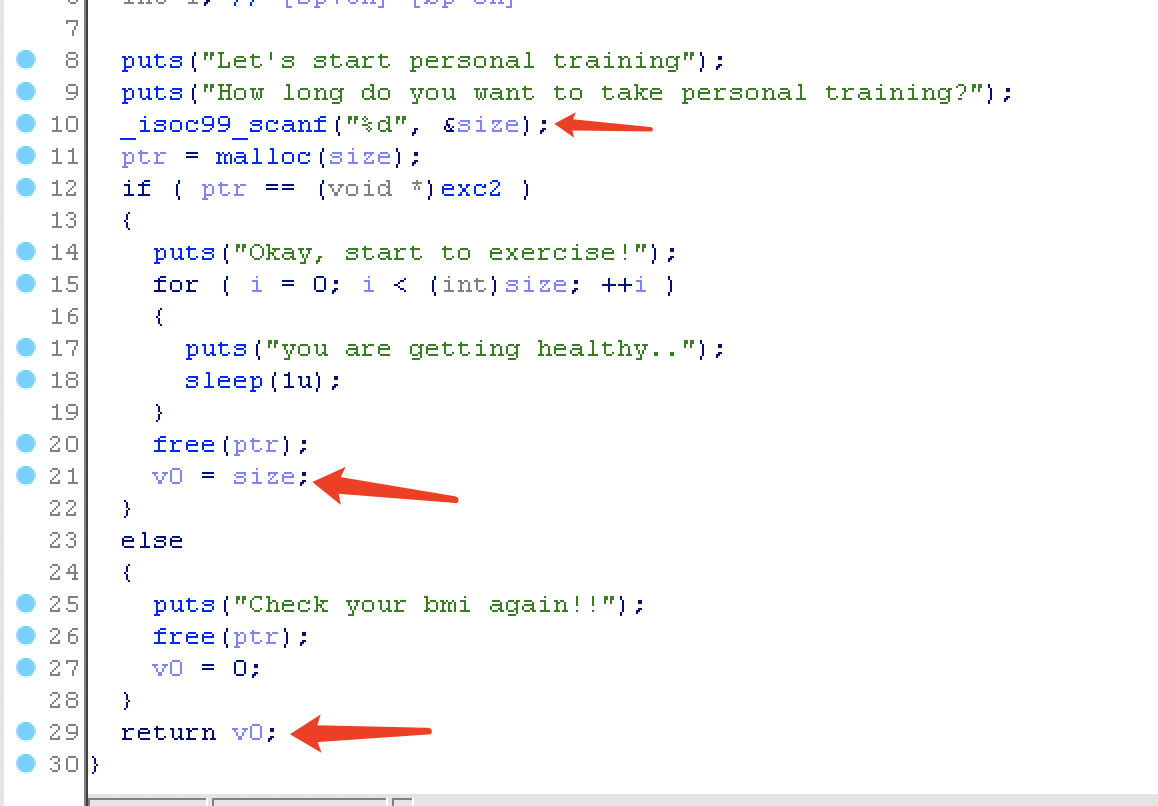 7
8 puts("Let's start personal training");
9 puts("How long do you want to take personal training?");
10 _isoc99_scanf("%d", &size);
11 ptr = malloc(size);
12 if ( ptr == (void *)exc2 )
13 {
14 puts("Okay, start to exercise!");
15 for ( i = 0; i < (int)size; ++i )
16 {
17 puts("you are getting healthy..");
18 sleep(1u);
19 }
20 free(ptr);
21 v0 = size;
22 }
23 else
24 {
25 puts("Check your bmi again!!");
26 free(ptr);
27 v0 = 0;
28 }
29 return v0;
30 }